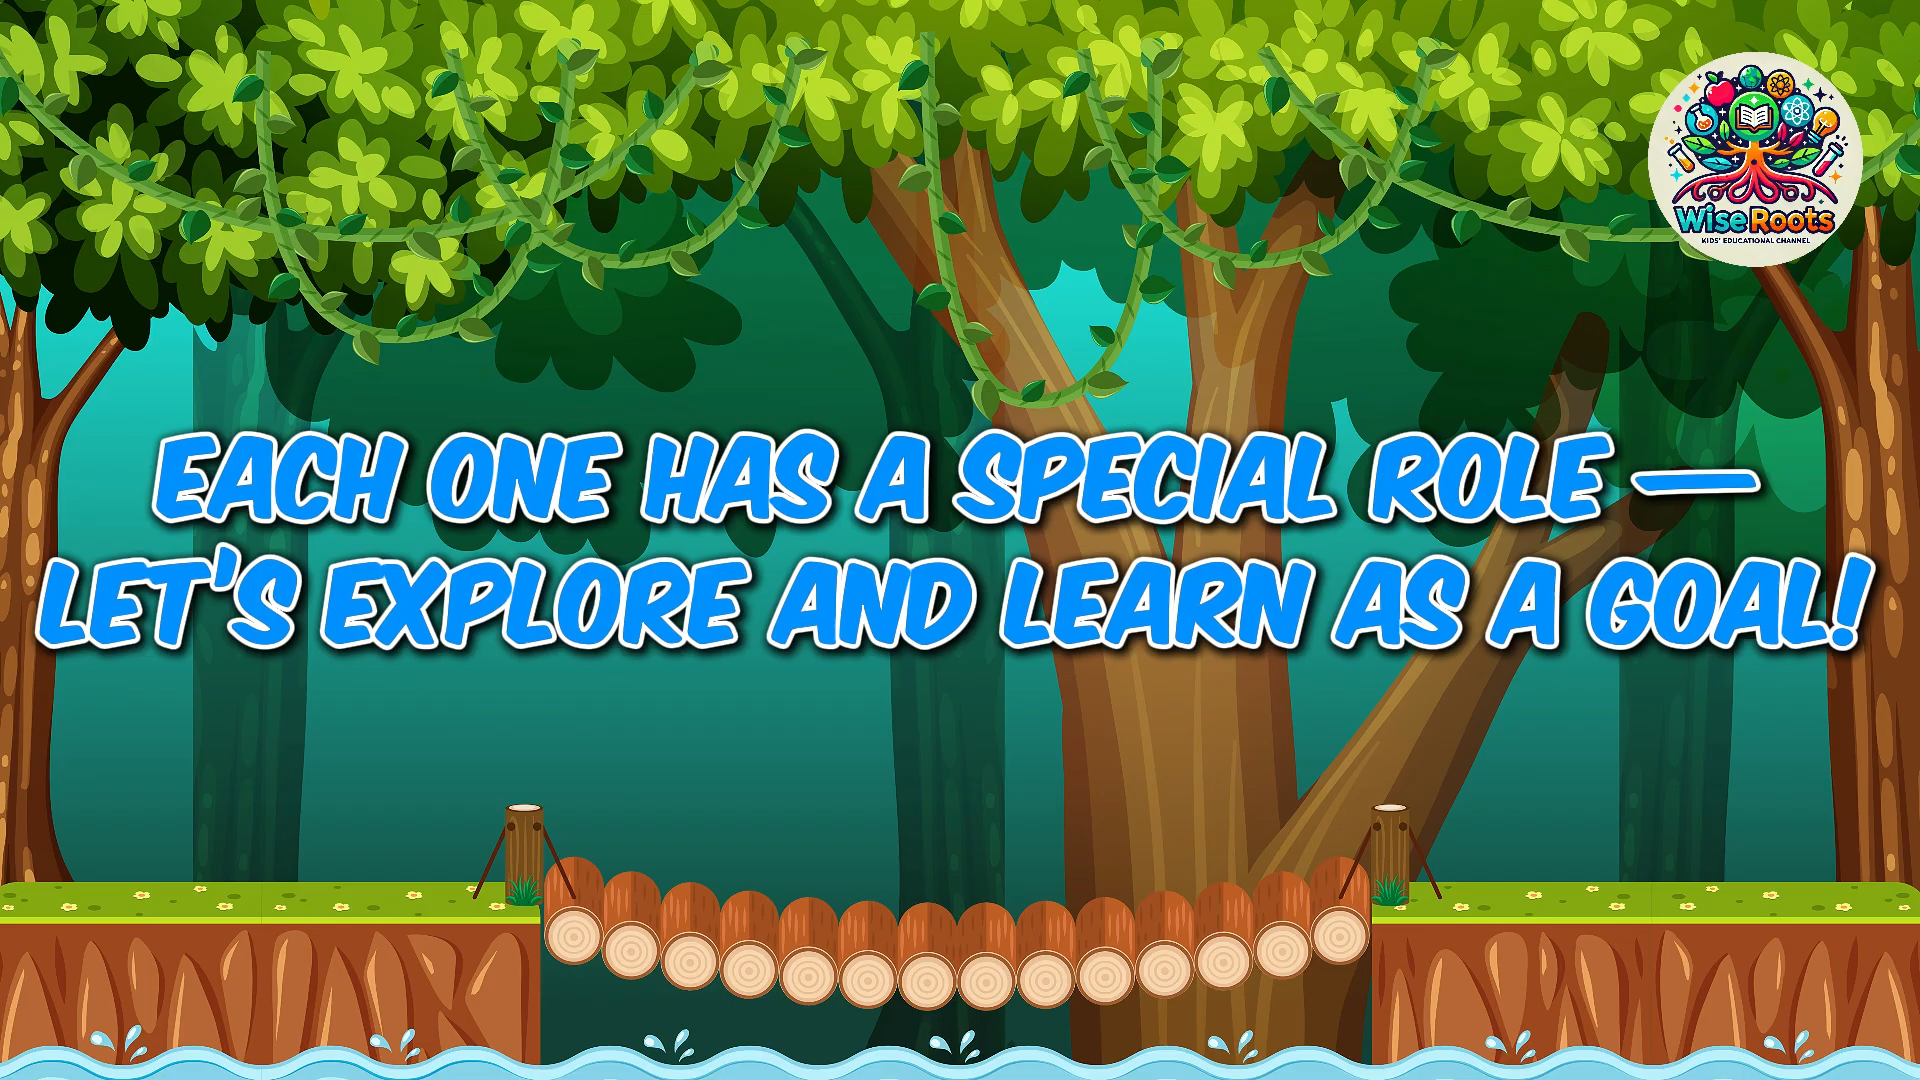 Wise Roots
KIDS' EDUCATIONAL CHANNEL
EACH ONE HAS A SPECIAL ROLE —
LET'S EXPLORE AND LEARN AS A GOAL!